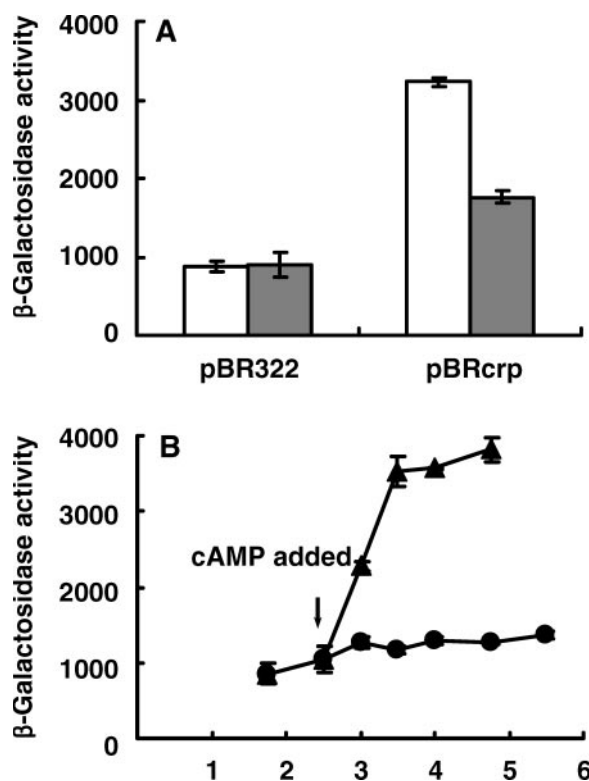 A
β-Galactosidase activity
4000
3000
2000
1000
0
pBR322 pBRcrp
B
β-Galactosidase activity
4000
3000
2000
1000
0
cAMP added
1 2 3 4 5 6